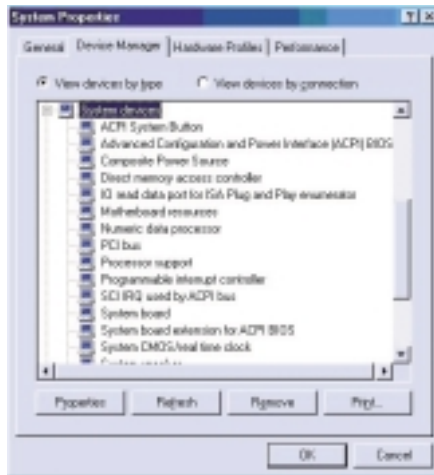 System Properties
General Device Manager Hardware Profiles Performance
View devices by type View devices by connection
System devices
ACPI System Button
Advanced Configuration and Power Interface (ACPI) BIOS
Composite Power Source
Direct memory access controller
IO read data port for ISA Plug and Play enumerator
Motherboard resources
Numeric data processor
PCI bus
Processor support
Programmable interrupt controller
SCI IRQ used by ACPI bus
System board
System board extension for ACPI BIOS
System CMOS/real time clock
System speaker
Properties Refresh Remove Print...
OK Cancel